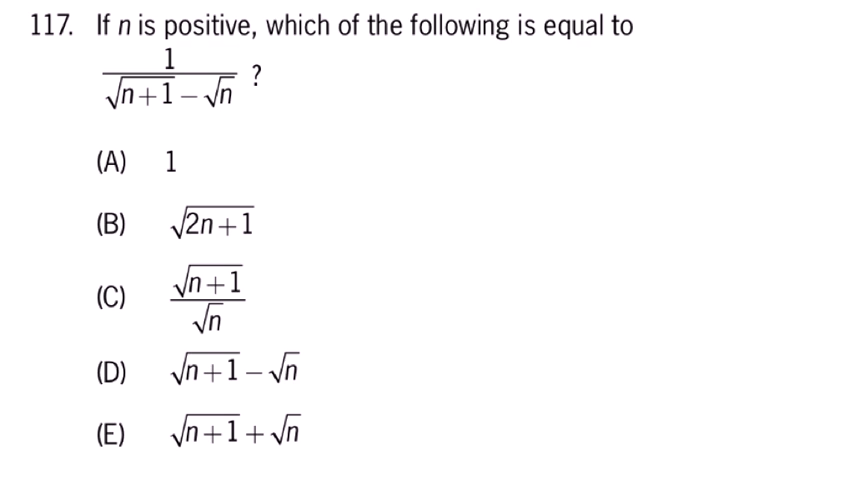 117. If n is positive, which of the following is equal to
1
√n+1 – √n ?
(A) 1
(B) √2n+1
(C) √n+1
√n
(D) √n+1 – √n
(E) √n+1 + √n